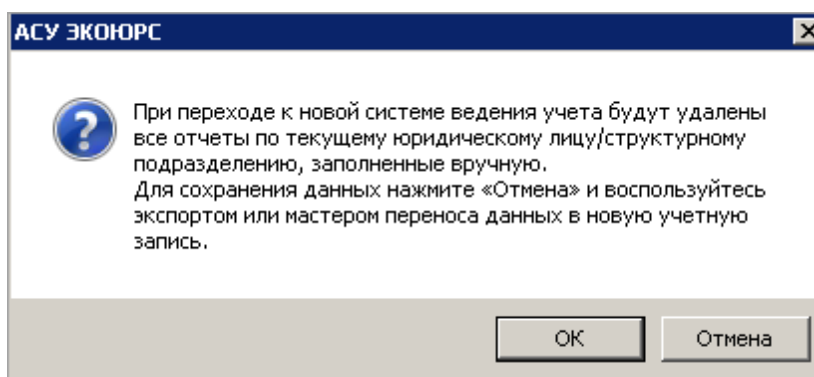 АСУ ЭКОЮРС
При переходе к новой системе ведения учета будут удалены
все отчеты по текущему юридическому лицу/структурному
подразделению, заполненные вручную.
Для сохранения данных нажмите «Отмена» и воспользуйтесь
экспортом или мастером переноса данных в новую учетную
запись.
ОК
Отмена